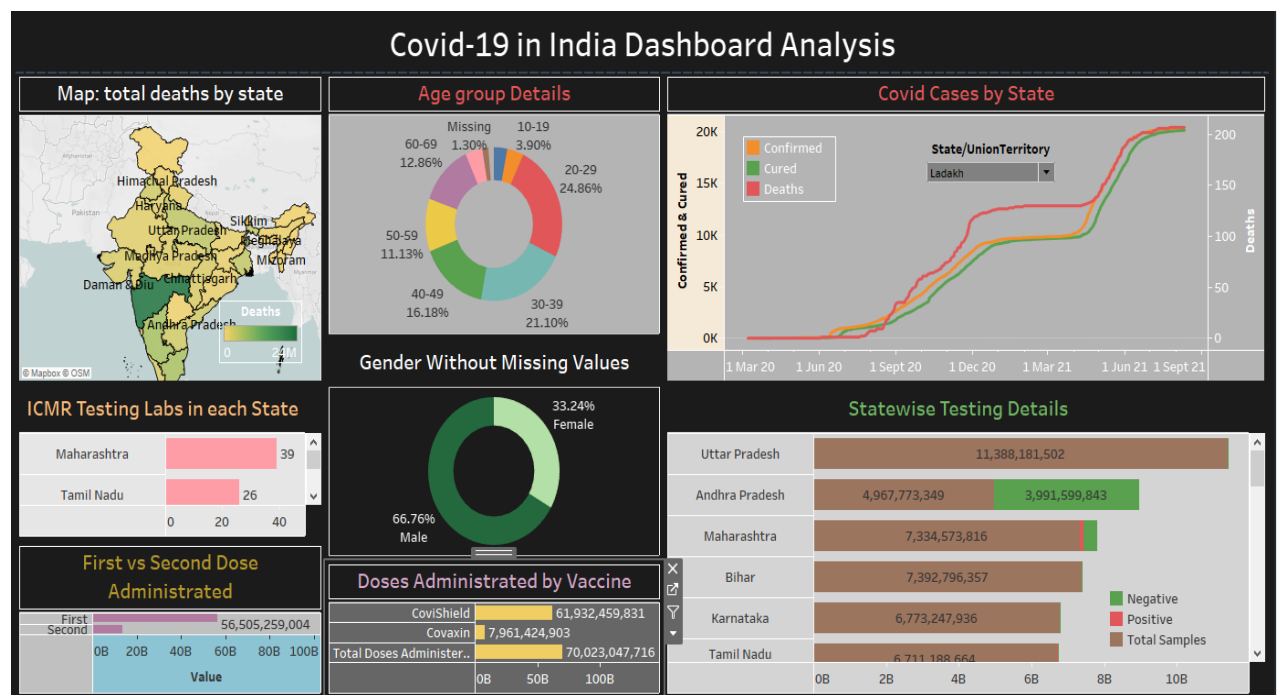 Covid-19 in India Dashboard Analysis
Map: total deaths by state
Afghanistan
Pakistan
Nepal
Myanmar
Himachal Pradesh
Haryana
Uttar Pradesh
Sikkim
Meghalaya
Madhya Pradesh
Mizoram
Daman & Diu
Chhattisgarh
Andhra Pradesh
Deaths
0 24M
© Mapbox © OSM
Age group Details
Missing
1.30%
10-19
3.90%
20-29
24.86%
30-39
21.10%
40-49
16.18%
50-59
11.13%
60-69
12.86%
Covid Cases by State
Confirmed
Cured
Deaths
State/UnionTerritory
Ladakh
Confirmed & Cured
20K
15K
10K
5K
0K
Deaths
200
150
100
50
0
1 Mar 20 1 Jun 20 1 Sept 20 1 Dec 20 1 Mar 21 1 Jun 21 1 Sept 21
ICMR Testing Labs in each State
Maharashtra 39
Tamil Nadu 26
0 20 40
Gender Without Missing Values
33.24%
Female
66.76%
Male
Statewise Testing Details
Uttar Pradesh 11,388,181,502
Andhra Pradesh 4,967,773,349 3,991,599,843
Maharashtra 7,334,573,816
Bihar 7,392,796,357
Karnataka 6,773,247,936
Tamil Nadu 6,711,188,664
Negative
Positive
Total Samples
0B 2B 4B 6B 8B 10B
First vs Second Dose
Administrated
First 56,505,259,004
Second
0B 20B 40B 60B 80B 100B
Value
Doses Administrated by Vaccine
CoviShield 61,932,459,831
Covaxin 7,961,424,903
Total Doses Administer.. 70,023,047,716
0B 50B 100B